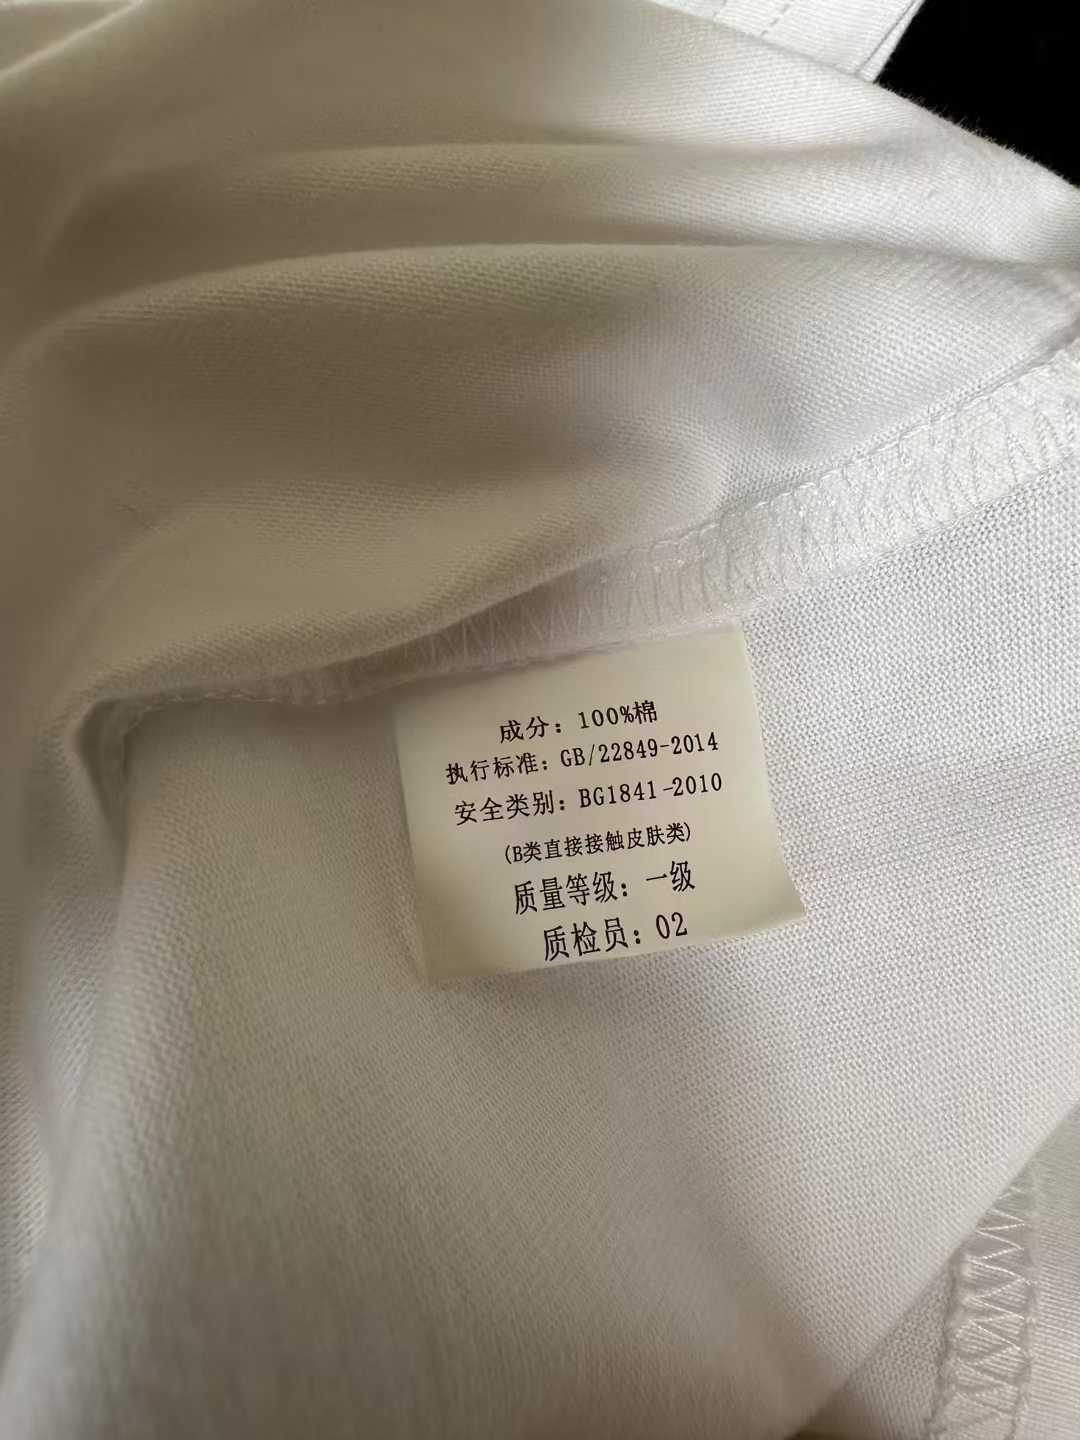 成分：100%棉
执行标准：GB/22849-2014
安全类别：BG1841-2010
(B类直接接触皮肤类)
质量等级：一级
质检员：02